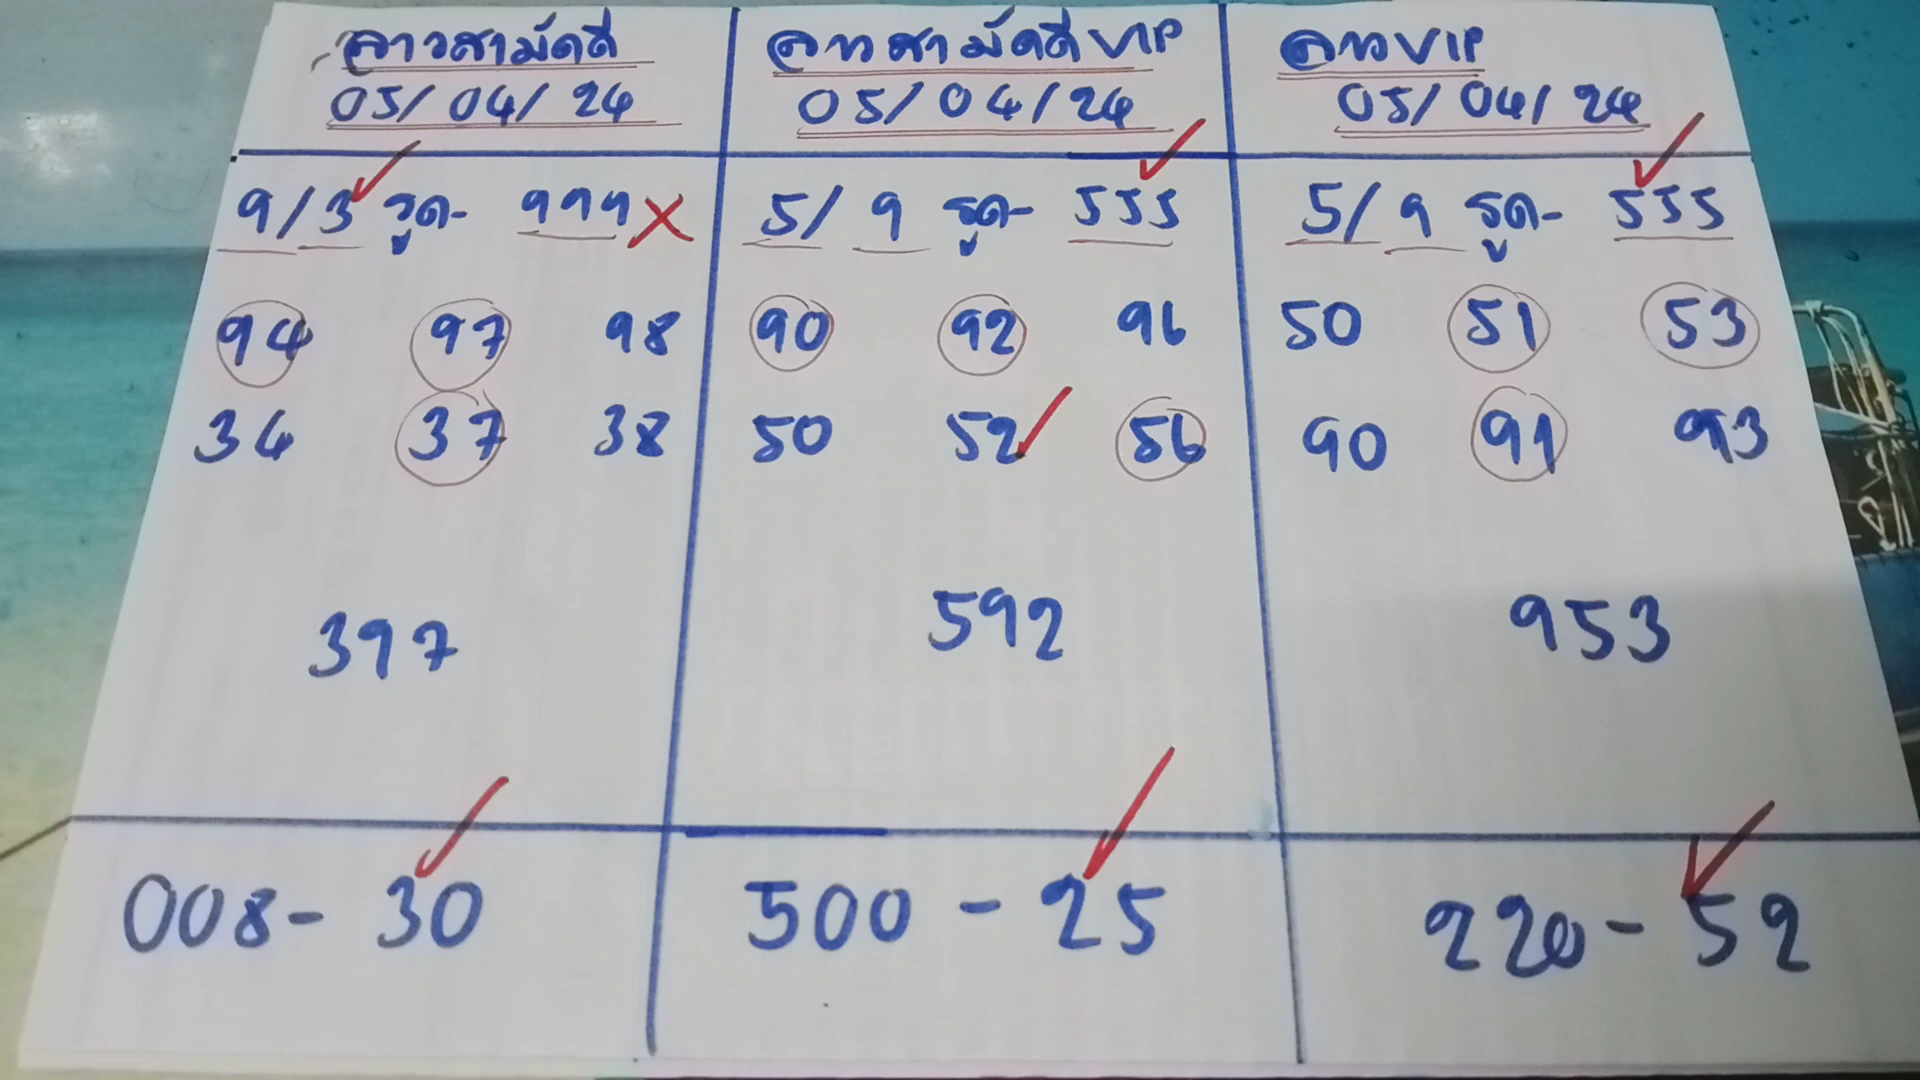 ลาวสามัคคี
05/04/24
9/3 รูด- 999
94 97 98
34 37 38
397
008-30
ลาวสามัคคี VIP
05/04/24
5/9 รูด- 555
90 92 96
50 52 56
592
500-25
ลาวVIP
05/04/24
5/9 รูด- 555
50 51 53
90 91 93
953
220-52